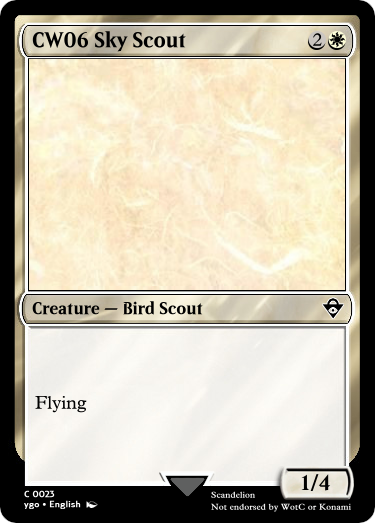 CW06 Sky Scout 2
Creature — Bird Scout
Flying
1/4
C 0023
ygo • English
Scandelion
Not endorsed by WotC or Konami